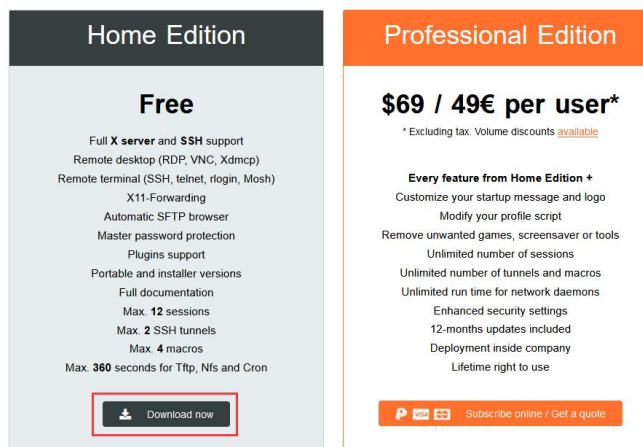 Home Edition
Free
Full X server and SSH support
Remote desktop (RDP, VNC, Xdmcp)
Remote terminal (SSH, telnet, rlogin, Mosh)
X11-Forwarding
Automatic SFTP browser
Master password protection
Plugins support
Portable and installer versions
Full documentation
Max. 12 sessions
Max. 2 SSH tunnels
Max. 4 macros
Max. 360 seconds for Tftp, Nfs and Cron
Download now
Professional Edition
$69 / 49€ per user*
* Excluding tax. Volume discounts available
Every feature from Home Edition +
Customize your startup message and logo
Modify your profile script
Remove unwanted games, screensaver or tools
Unlimited number of sessions
Unlimited number of tunnels and macros
Unlimited run time for network daemons
Enhanced security settings
12-months updates included
Deployment inside company
Lifetime right to use
VISA Subscribe online / Get a quote